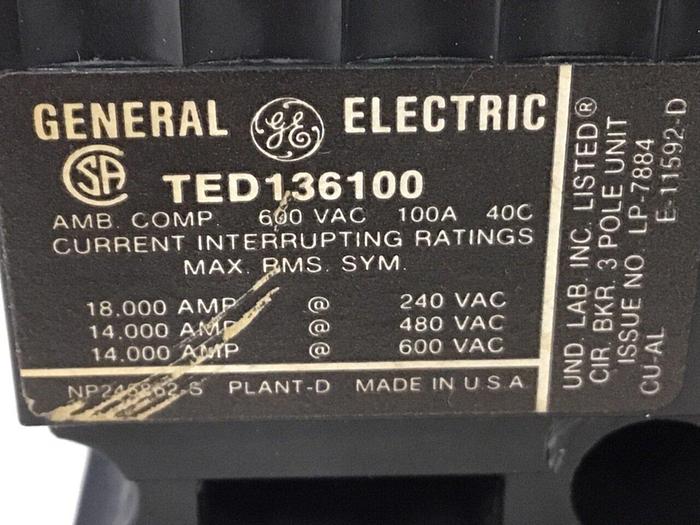 GENERAL GE ELECTRIC
SA TED136100
AMB. COMP. 600 VAC 100A 40C
CURRENT INTERRUPTING RATINGS
MAX. RMS. SYM.
18.000 AMP @ 240 VAC
14.000 AMP @ 480 VAC
14.000 AMP @ 600 VAC
PLANT-D MADE IN U.S.A
UND. LAB. INC. LISTED®
CIR. BKR. 3 POLE UNIT
ISSUE NO. LP-7884
CU-AL E-11592-D